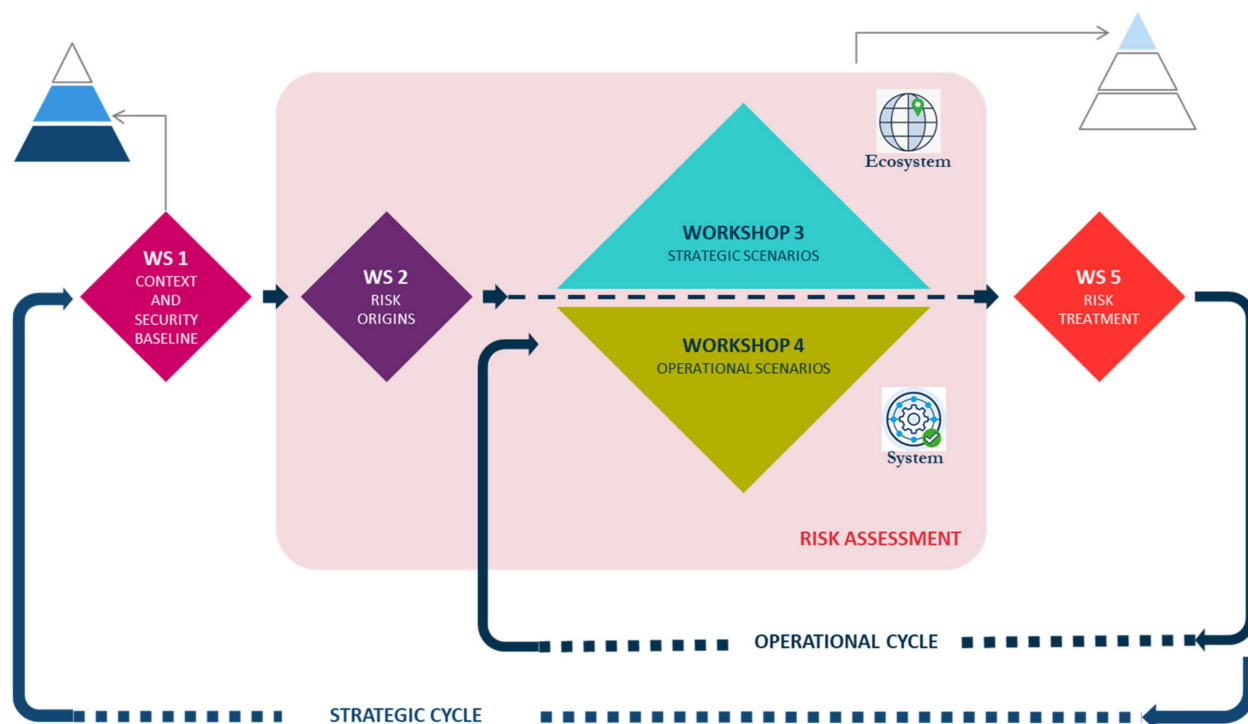 Ecosystem
WS 1
CONTEXT
AND
SECURITY
BASELINE
WS 2
RISK
ORIGINS
WORKSHOP 3
STRATEGIC SCENARIOS
WORKSHOP 4
OPERATIONAL SCENARIOS
WS 5
RISK
TREATMENT
System
RISK ASSESSMENT
OPERATIONAL CYCLE
STRATEGIC CYCLE